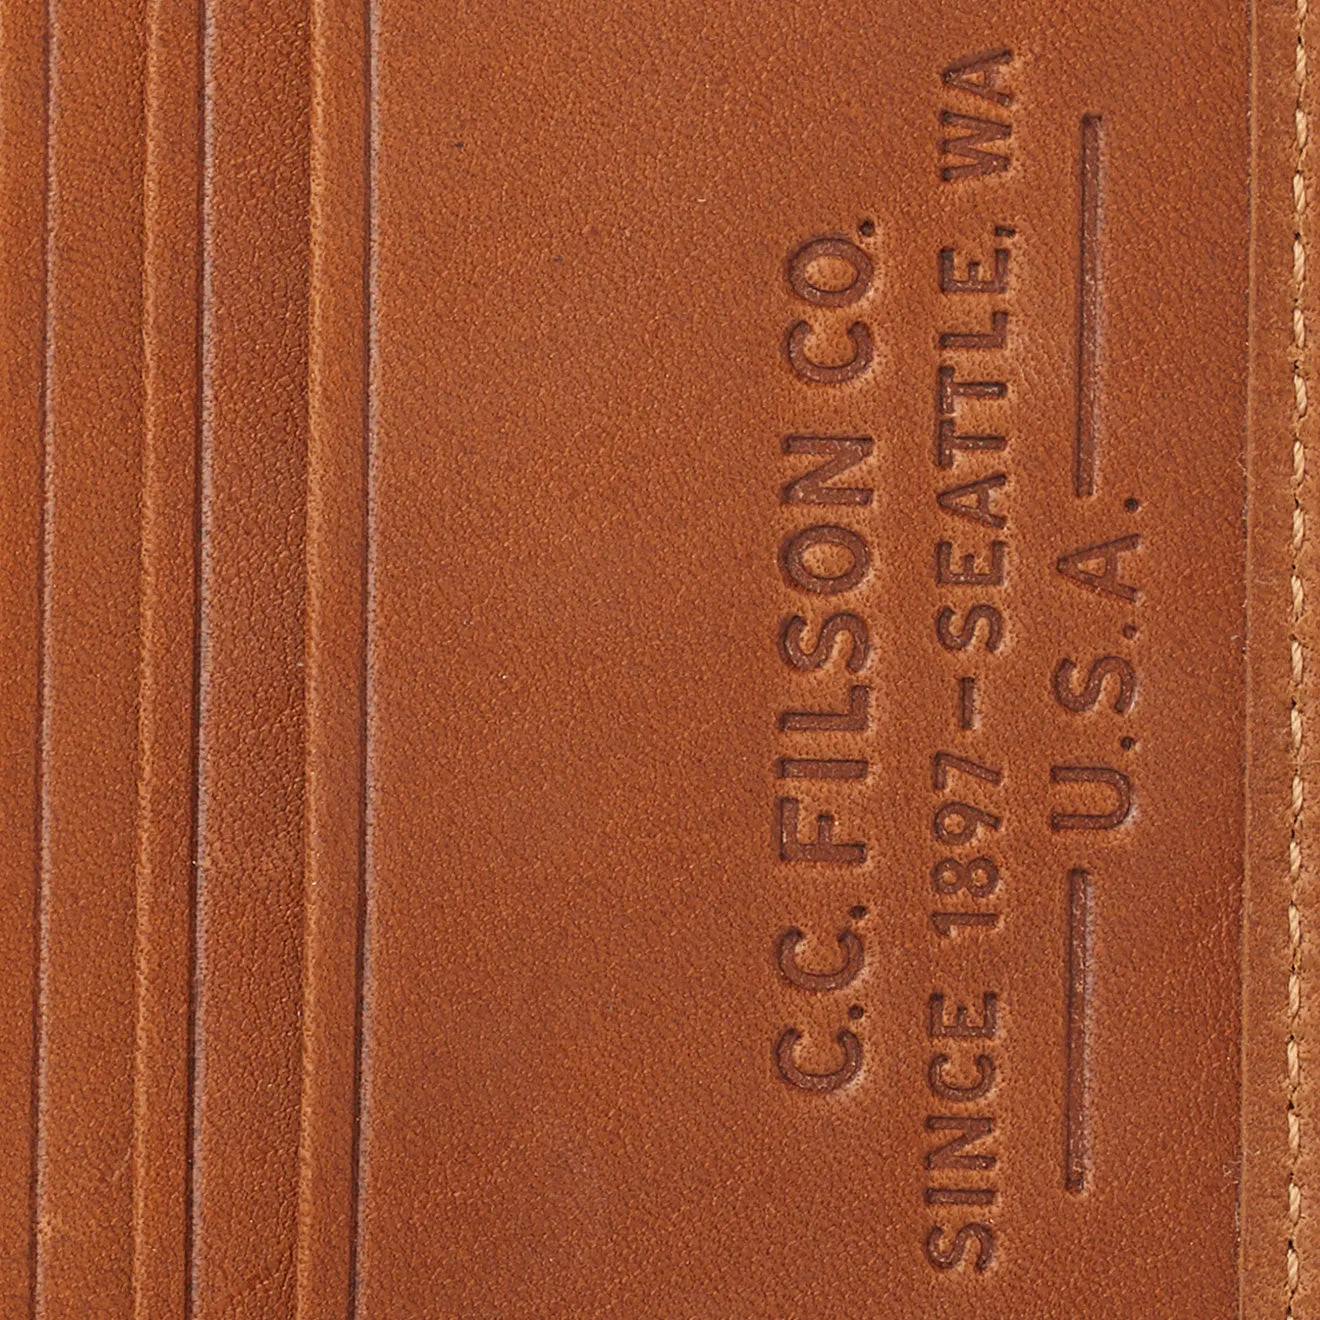 C.C. FILSON CO.
SINCE 1897 – SEATTLE, WA
U.S.A.